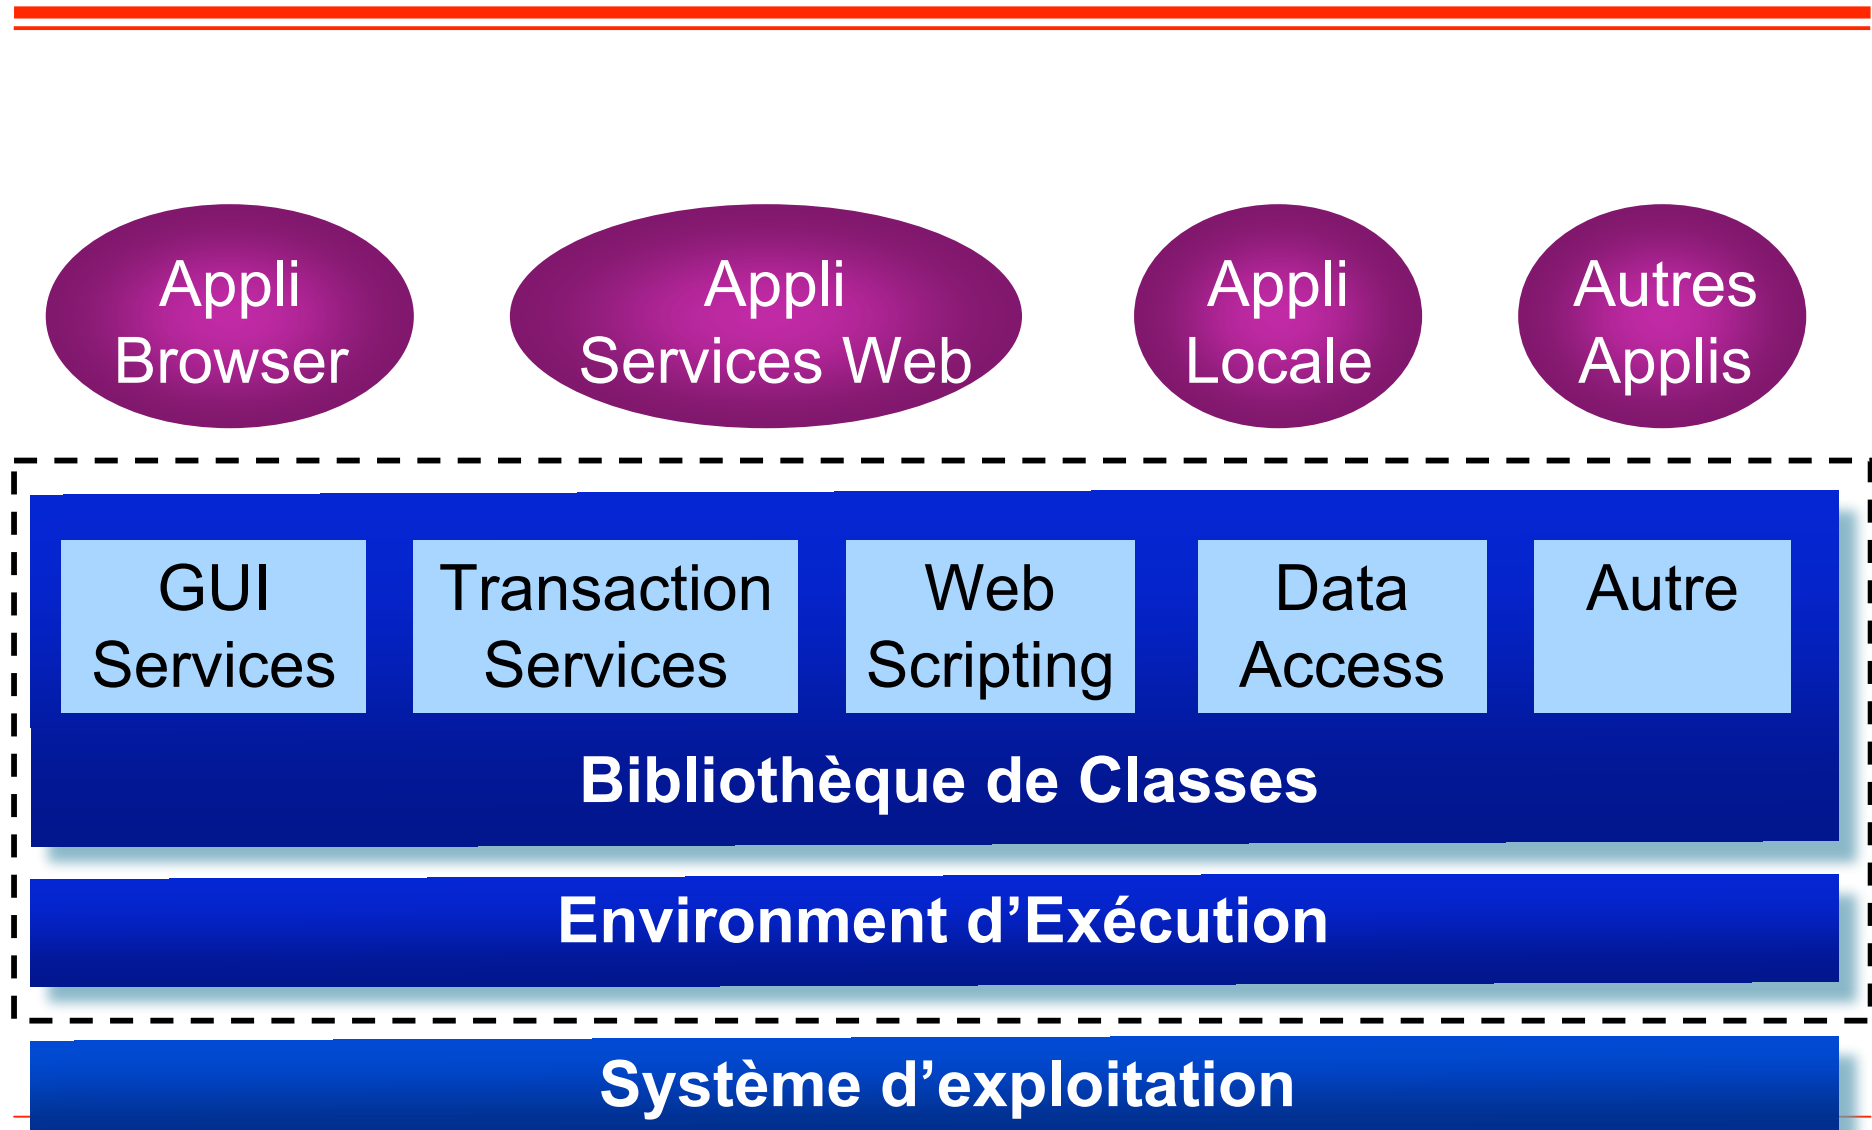 Appli
Browser
Appli
Services Web
Appli
Locale
Autres
Applis
GUI
Services
Transaction
Services
Web
Scripting
Data
Access
Autre
Bibliothèque de Classes
Environment d’Exécution
Système d’exploitation